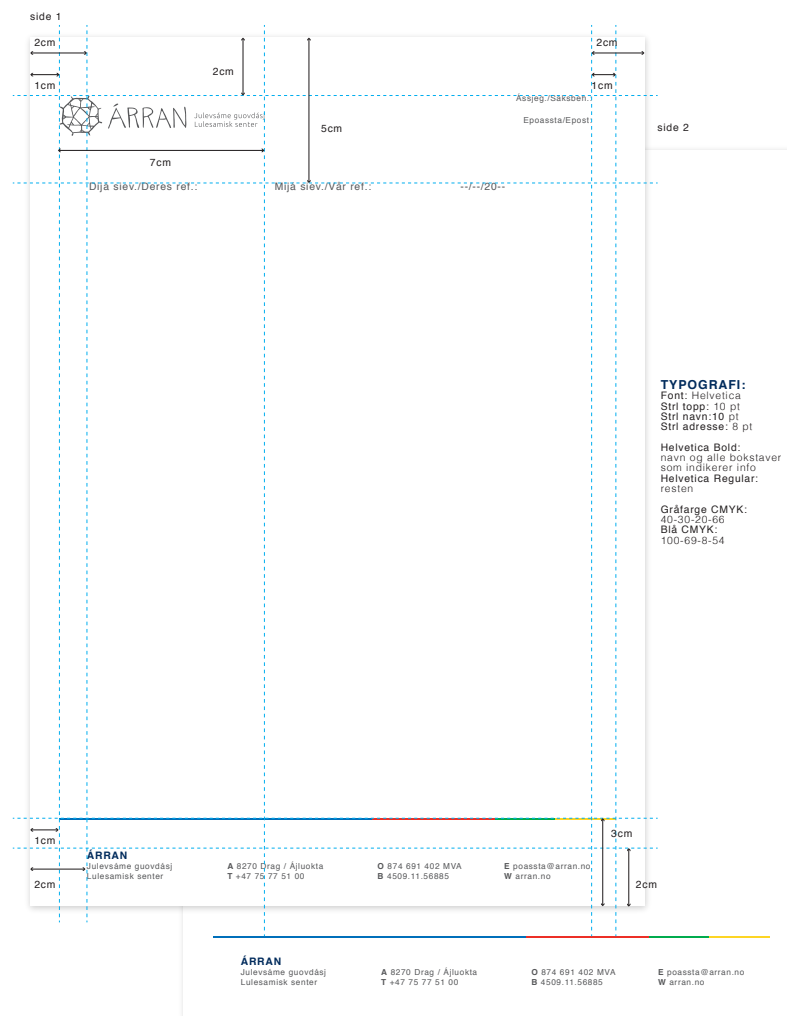 side 1
2cm
2cm
2cm
1cm
1cm
Ássjeg./Saksbeh.:
ÁRRAN
Julevsáme guovdásj
Lulesamisk senter
Epoassta/Epost
5cm
side 2
7cm
Dijá siev./Deres ref.:
Mijá siev./Vår ref.:
--/--/20--
TYPOGRAFI:
Font: Helvetica
Strl topp: 10 pt
Strl navn:10 pt
Strl adresse: 8 pt
Helvetica Bold:
navn og alle bokstaver
som indikerer info
Helvetica Regular:
resten
Gråfarge CMYK:
40-30-20-66
Blå CMYK:
100-69-8-54
1cm
3cm
2cm
2cm
ÁRRAN
Julevsáme guovdásj
Lulesamisk senter
A 8270 Drag / Ájluokta
T +47 75 77 51 00
O 874 691 402 MVA
B 4509.11.56885
E poassta@arran.no
W arran.no
ÁRRAN
Julevsáme guovdásj
Lulesamisk senter
A 8270 Drag / Ájluokta
T +47 75 77 51 00
O 874 691 402 MVA
B 4509.11.56885
E poassta@arran.no
W arran.no